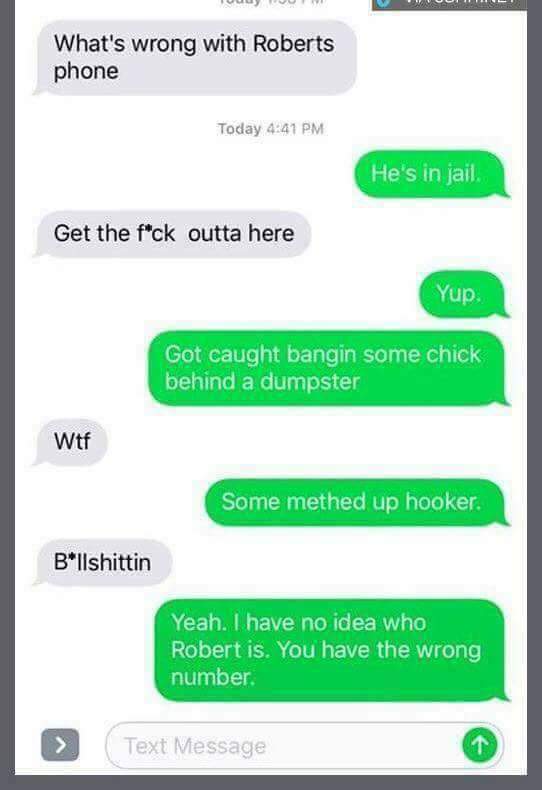 What's wrong with Roberts
phone
Today 4:41 PM
He's in jail.
Get the f*ck outta here
Yup.
Got caught bangin some chick
behind a dumpster
Wtf
Some methed up hooker.
B*llshittin
Yeah. I have no idea who
Robert is. You have the wrong
number.
Text Message